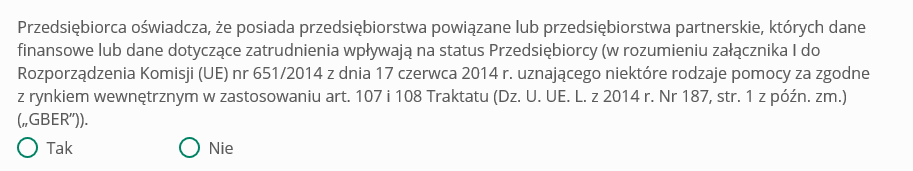 Przedsiębiorca oświadcza, że posiada przedsiębiorstwa powiązane lub przedsiębiorstwa partnerskie, których dane
finansowe lub dane dotyczące zatrudnienia wpływają na status Przedsiębiorcy (w rozumieniu załącznika I do
Rozporządzenia Komisji (UE) nr 651/2014 z dnia 17 czerwca 2014 r. uznającego niektóre rodzaje pomocy za zgodne
z rynkiem wewnętrznym w zastosowaniu art. 107 i 108 Traktatu (Dz. U. UE. L. z 2014 r. Nr 187, str. 1 z późn. zm.)
(„GBER”)).
Tak Nie